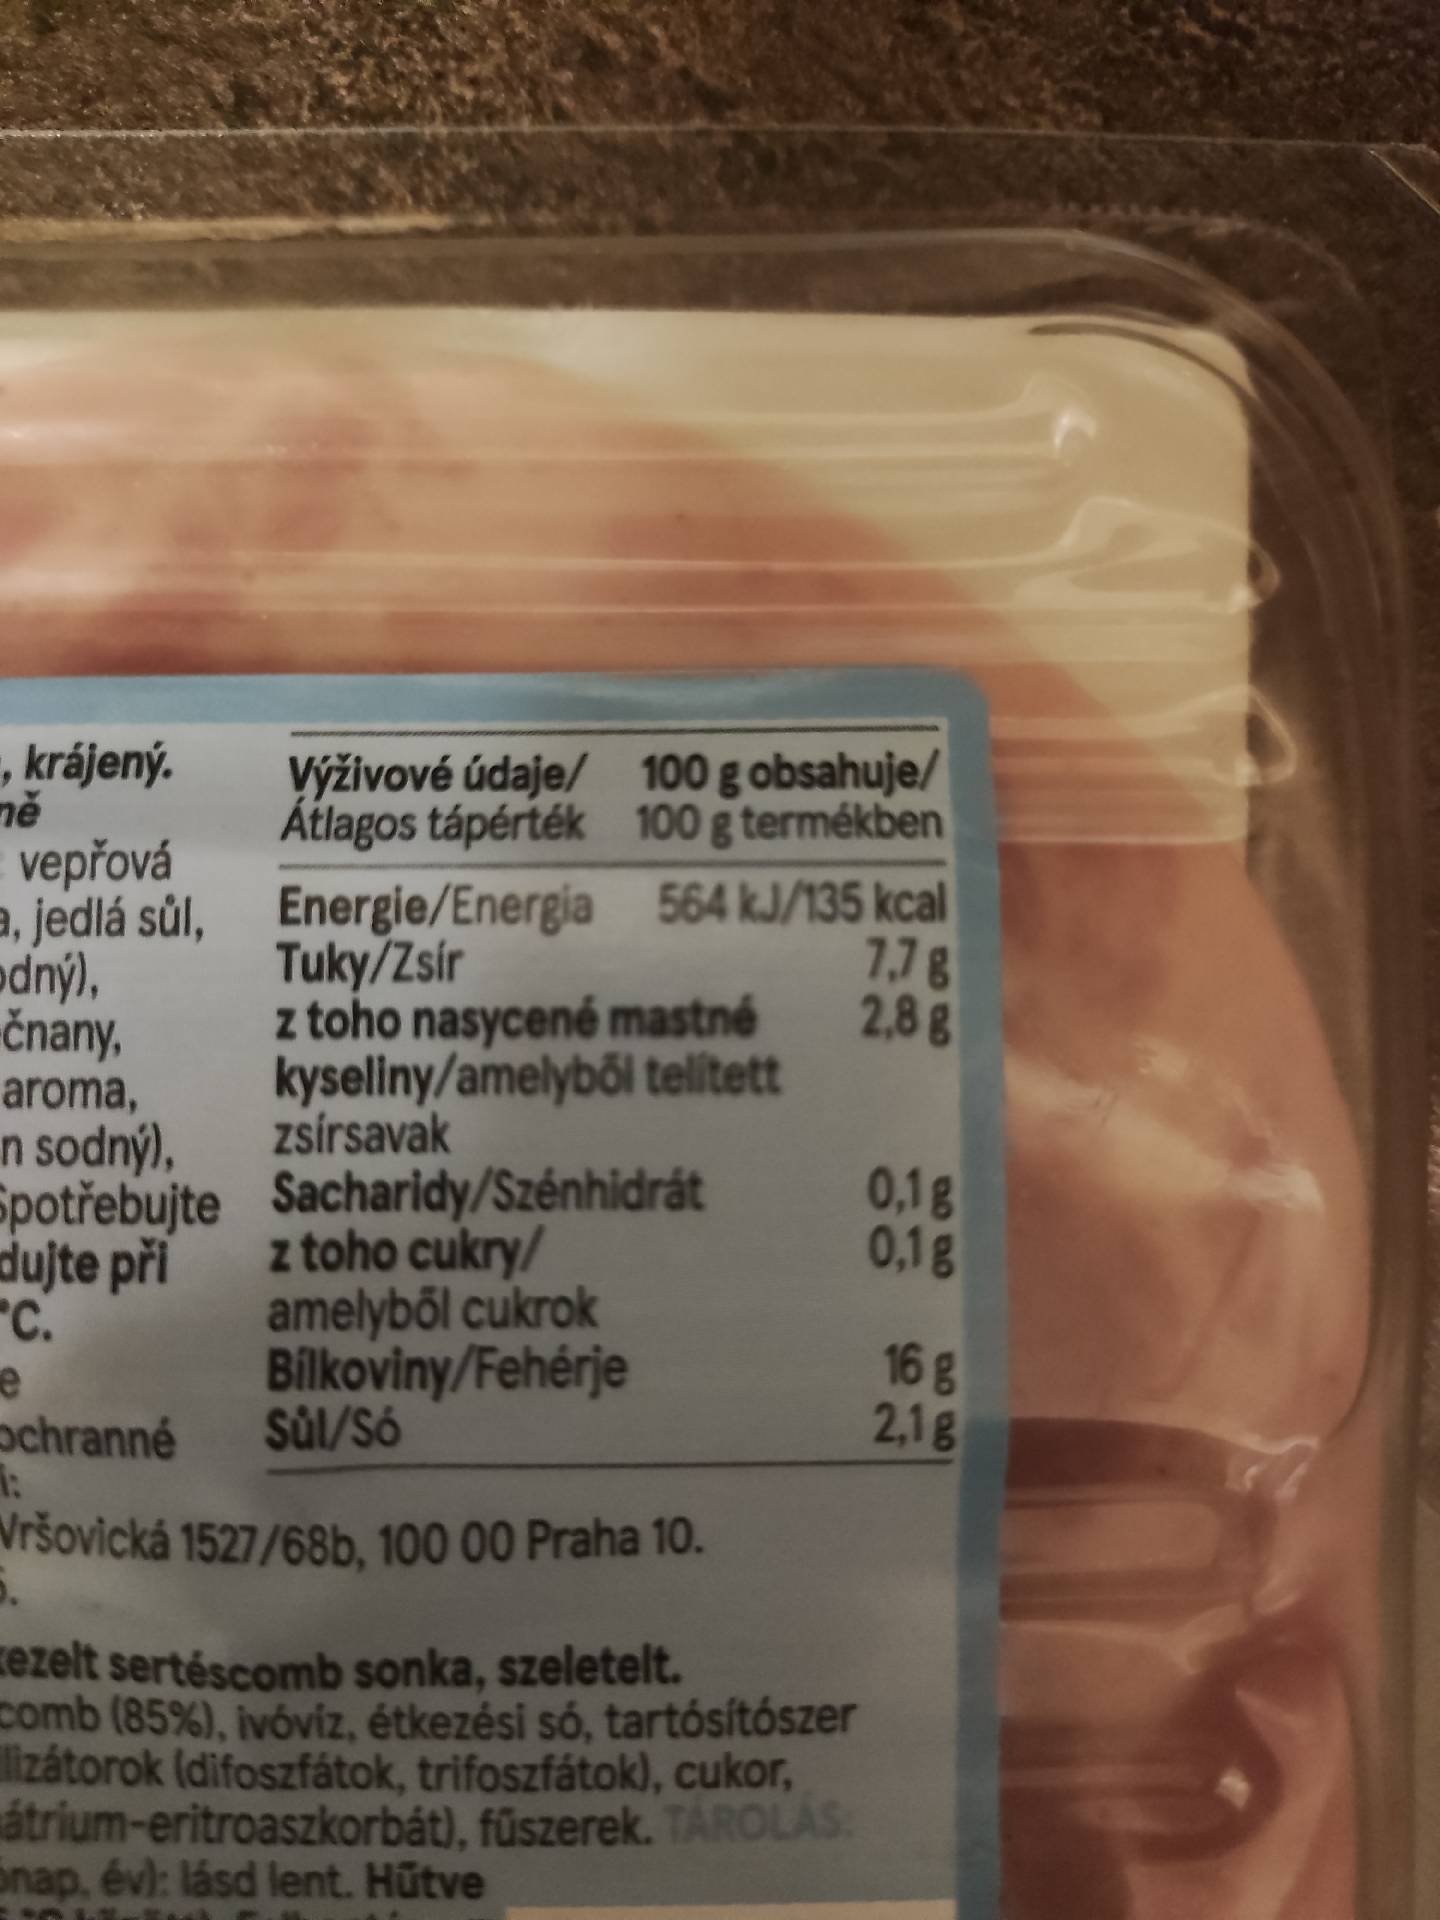 , krájený.
ně
vepřová
a, jedlá sůl,
odný),
čnany,
aroma,
n sodný),
Spotřebujte
dujte při
°C.
e
ochranné
i:
Výživové údaje/ 100 g obsahuje/
Átlagos tápérték 100 g termékben
Energie/Energia 564 kJ/135 kcal
Tuky/Zsír 7,7 g
z toho nasycené mastné 2,8 g
kyseliny/amelyből telített
zsírsavak
Sacharidy/Szénhidrát 0,1 g
z toho cukry/ 0,1 g
amelyből cukrok
Bílkoviny/Fehérje 16 g
Sůl/Só 2,1 g
Vršovická 1527/68b, 100 00 Praha 10.
kezelt sertéscomb sonka, szeletelt.
comb (85%), ivóvíz, étkezési só, tartósítószer
lizátorok (difoszfátok, trifoszfátok), cukor,
nátrium-eritroaszkorbát), fűszerek. TÁROLÁS:
ónap, év): lásd lent. Hűtve